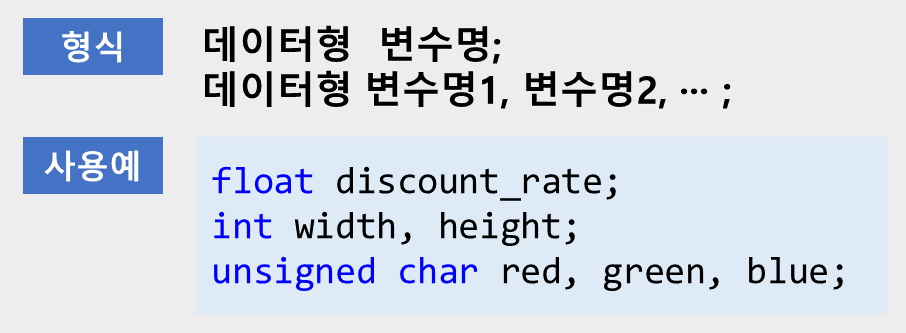 형식
데이터형 변수명;
데이터형 변수명1, 변수명2, … ;
사용예
float discount_rate;
int width, height;
unsigned char red, green, blue;